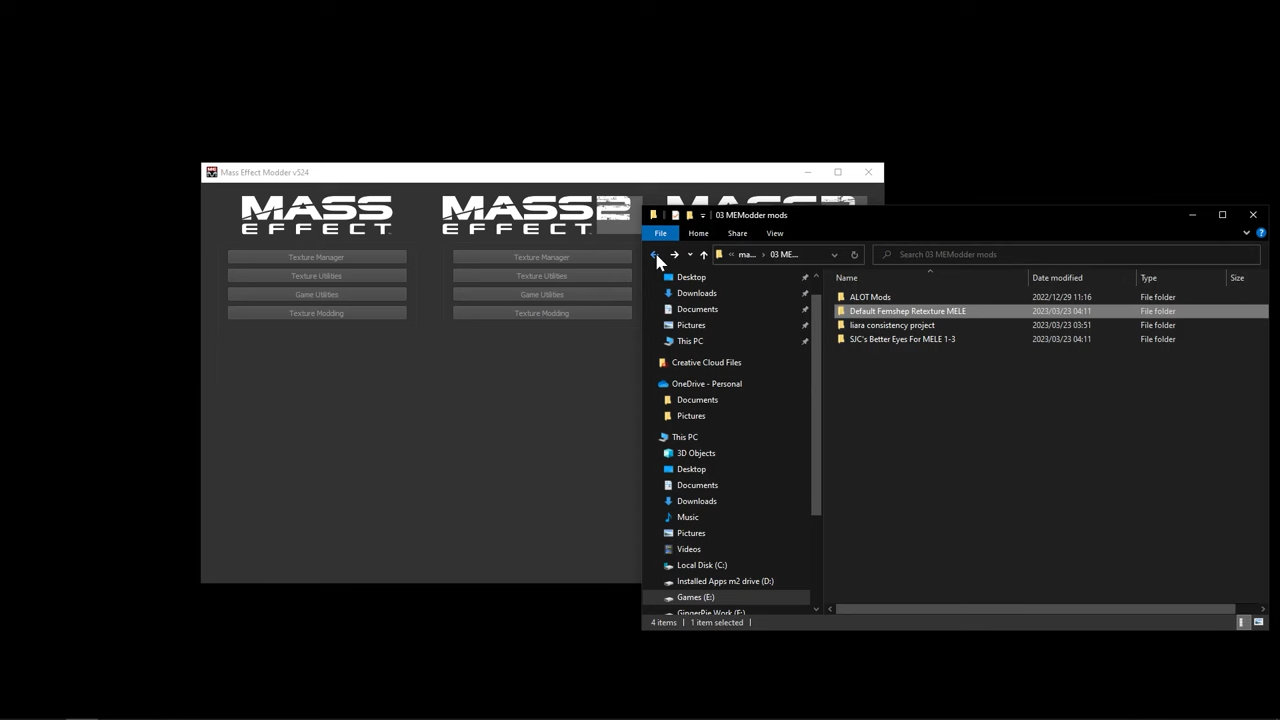 Mass Effect Modder v524
MASS
EFFECT
MASS 2
EFFECT
MASS
Texture Manager
Texture Utilities
Game Utilities
Texture Modding
Texture Manager
Texture Utilities
Game Utilities
Texture Modding
03 MEModder mods
File
Home
Share
View
ma...
03 ME...
Search 03 MEModder mods
Desktop
Downloads
Documents
Pictures
This PC
Creative Cloud Files
OneDrive - Personal
Documents
Pictures
This PC
3D Objects
Desktop
Documents
Downloads
Music
Pictures
Videos
Local Disk (C:)
Installed Apps m2 drive (D:)
Games (E:)
GingerPie Work (F:)
Name Date modified Type Size
ALOT Mods 2022/12/29 11:16 File folder
Default Femshep Retexture MELE 2023/03/23 04:11 File folder
liara consistency project 2023/03/23 03:51 File folder
SJC's Better Eyes For MELE 1-3 2023/03/23 04:11 File folder
4 items 1 item selected